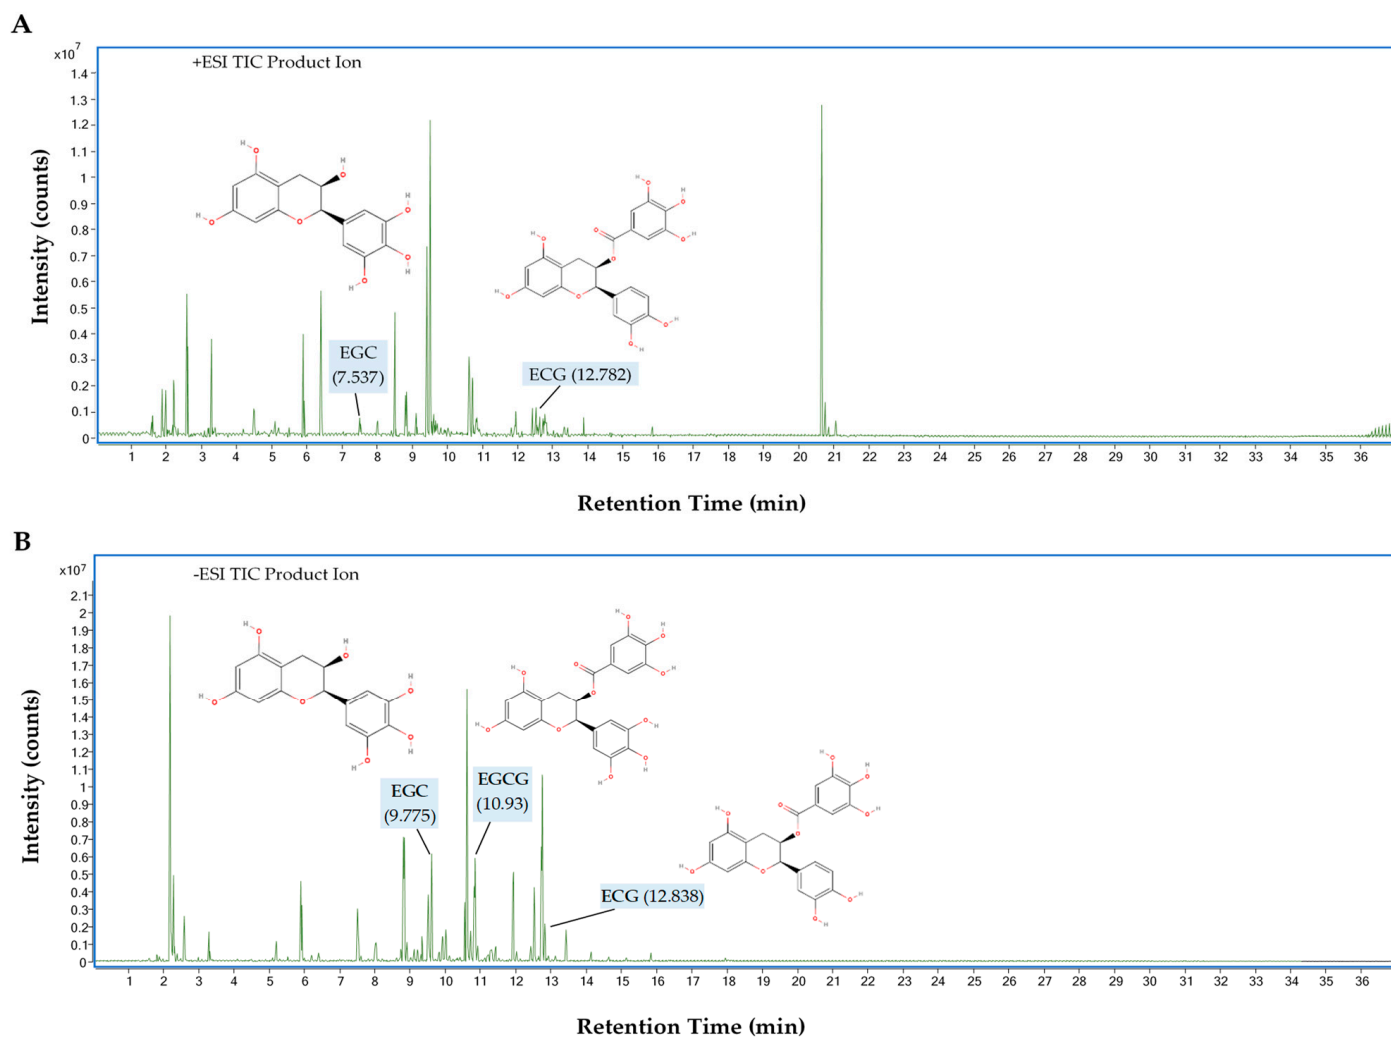 A
x10⁷
+ESI TIC Product Ion
1.4
1.3
1.2
1.1
1
0.9
0.8
0.7
0.6
0.5
0.4
0.3
0.2
0.1
0
Intensity (counts)
EGC
(7.537)
ECG (12.782)
1 2 3 4 5 6 7 8 9 10 11 12 13 14 15 16 17 18 19 20 21 22 23 24 25 26 27 28 29 30 31 32 33 34 35 36
Retention Time (min)
B
x10⁷
-ESI TIC Product Ion
2.1
2
1.9
1.8
1.7
1.6
1.5
1.4
1.3
1.2
1.1
1
0.9
0.8
0.7
0.6
0.5
0.4
0.3
0.2
0.1
0
Intensity (counts)
EGC
(9.775)
EGCG
(10.93)
ECG (12.838)
1 2 3 4 5 6 7 8 9 10 11 12 13 14 15 16 17 18 19 20 21 22 23 24 25 26 27 28 29 30 31 32 33 34 35 36
Retention Time (min)